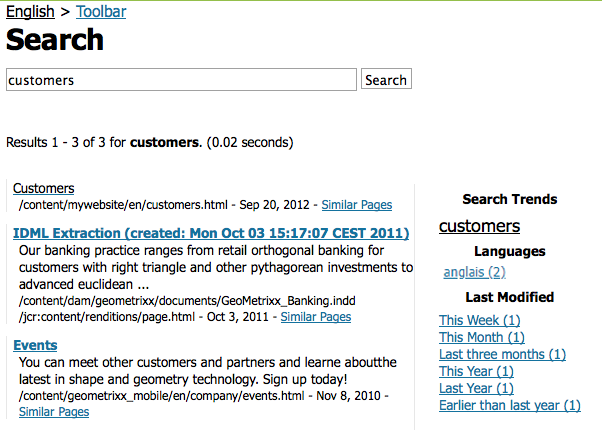 English > Toolbar
Search
customers Search
Results 1 - 3 of 3 for customers. (0.02 seconds)
Customers
/content/mywebsite/en/customers.html - Sep 20, 2012 - Similar Pages
IDML Extraction (created: Mon Oct 03 15:17:07 CEST 2011)
Our banking practice ranges from retail orthogonal banking for
customers with right triangle and other pythagorean investments to
advanced euclidean ...
/content/dam/geometrixx/documents/GeoMetrixx_Banking.indd
/jcr:content/renditions/page.html - Oct 3, 2011 - Similar Pages
Events
You can meet other customers and partners and learne aboutthe
latest in shape and geometry technology. Sign up today!
/content/geometrixx_mobile/en/company/events.html - Nov 8, 2010 -
Similar Pages
Search Trends
customers
Languages
anglais (2)
Last Modified
This Week (1)
This Month (1)
Last three months (1)
This Year (1)
Last Year (1)
Earlier than last year (1)